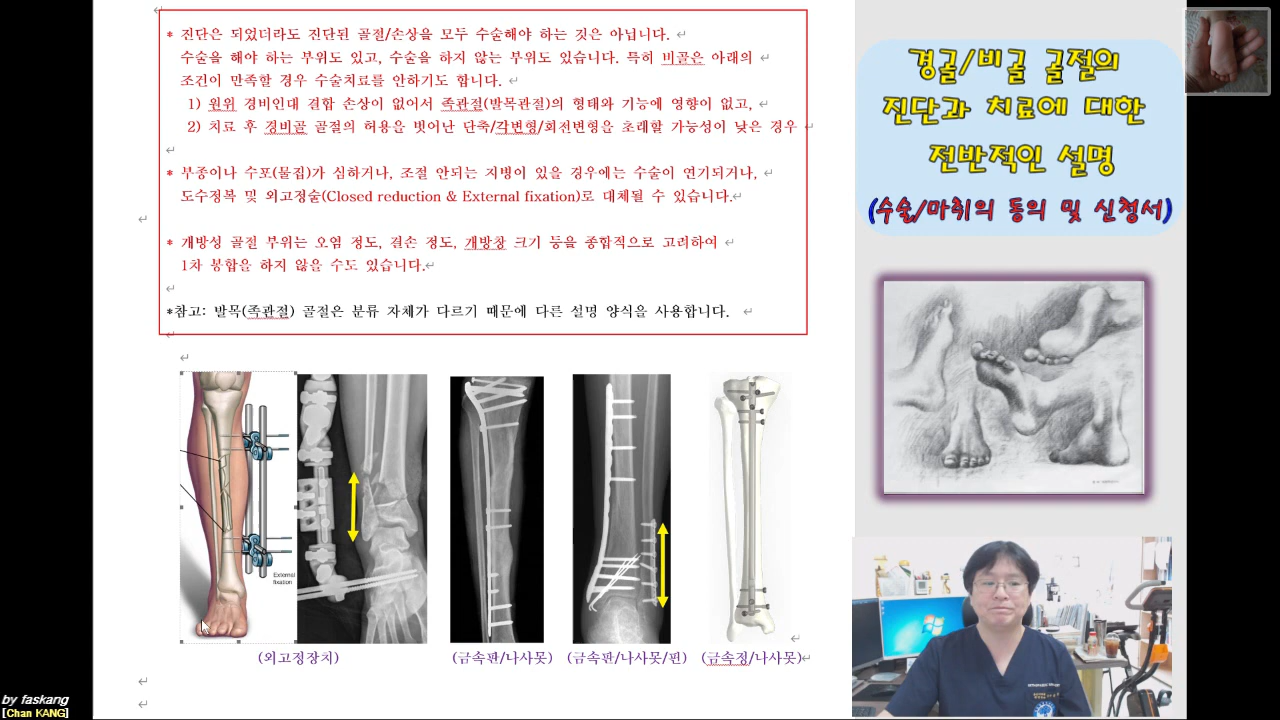 * 진단은 되었더라도 진단된 골절/손상을 모두 수술해야 하는 것은 아닙니다.
수술을 해야 하는 부위도 있고, 수술을 하지 않는 부위도 있습니다. 특히 비골은 아래의
조건이 만족할 경우 수술치료를 안하기도 합니다.
1) 원위 경비인대 결합 손상이 없어서 족관절(발목관절)의 형태와 기능에 영향이 없고,
2) 치료 후 경비골 골절의 허용을 벗어난 단축/각변형/회전변형을 초래할 가능성이 낮은 경우
* 부종이나 수포(물집)가 심하거나, 조절 안되는 지병이 있을 경우에는 수술이 연기되거나,
도수정복 및 외고정술(Closed reduction & External fixation)로 대체될 수 있습니다.
* 개방성 골절 부위는 오염 정도, 결손 정도, 개방창 크기 등을 종합적으로 고려하여
1차 봉합을 하지 않을 수도 있습니다.
*참고: 발목(족관절) 골절은 분류 자체가 다르기 때문에 다른 설명 양식을 사용합니다.
External
fixation
(외고정장치)
(금속판/나사못)
(금속판/나사못/핀)
(금속정/나사못)
경골/비골 골절의
진단과 치료에 대한
전반적인 설명
(수술/마취의 동의 및 신청서)
by faskang
[Chan KANG]